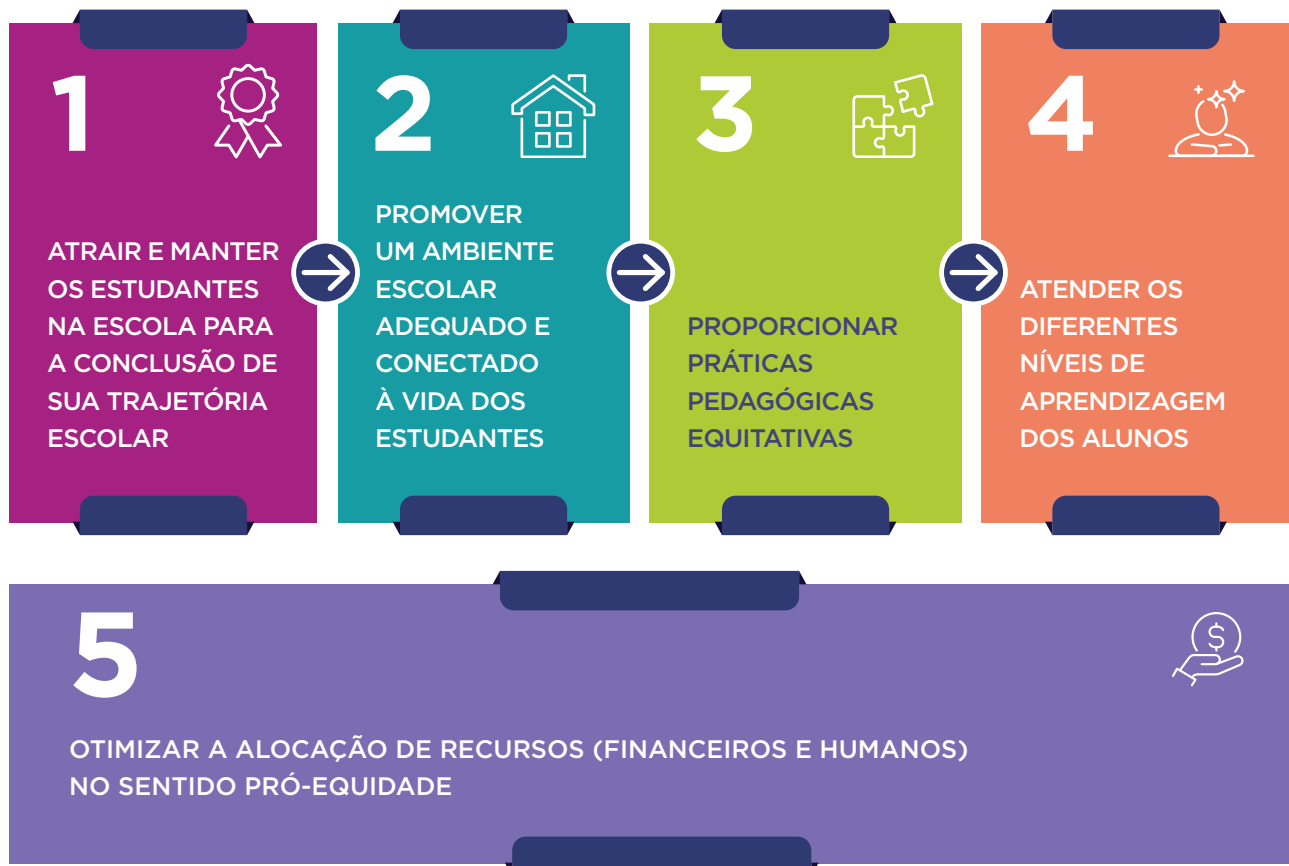 1
ATRAIR E MANTER
OS ESTUDANTES
NA ESCOLA PARA
A CONCLUSÃO DE
SUA TRAJETÓRIA
ESCOLAR
2
PROMOVER
UM AMBIENTE
ESCOLAR
ADEQUADO E
CONECTADO
À VIDA DOS
ESTUDANTES
3
PROPORCIONAR
PRÁTICAS
PEDAGÓGICAS
EQUITATIVAS
4
ATENDER OS
DIFERENTES
NÍVEIS DE
APRENDIZAGEM
DOS ALUNOS
5
$
OTIMIZAR A ALOCAÇÃO DE RECURSOS (FINANCEIROS E HUMANOS)
NO SENTIDO PRÓ-EQUIDADE